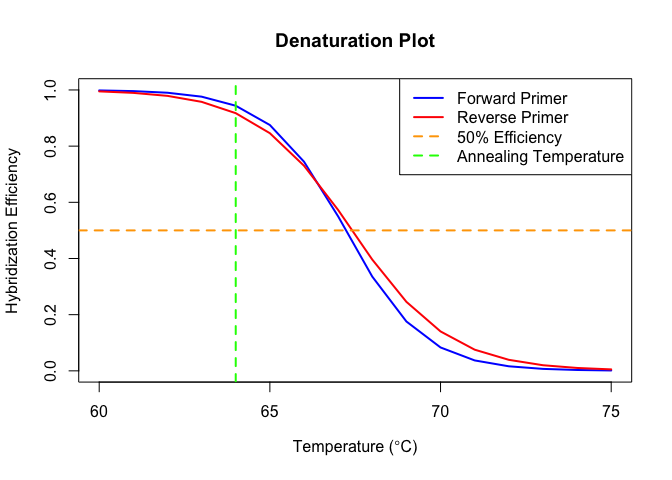 Denaturation Plot
Forward Primer
Reverse Primer
50% Efficiency
Annealing Temperature
Hybridization Efficiency
1.0
0.8
0.6
0.4
0.2
0.0
60
65
70
75
Temperature (°C)